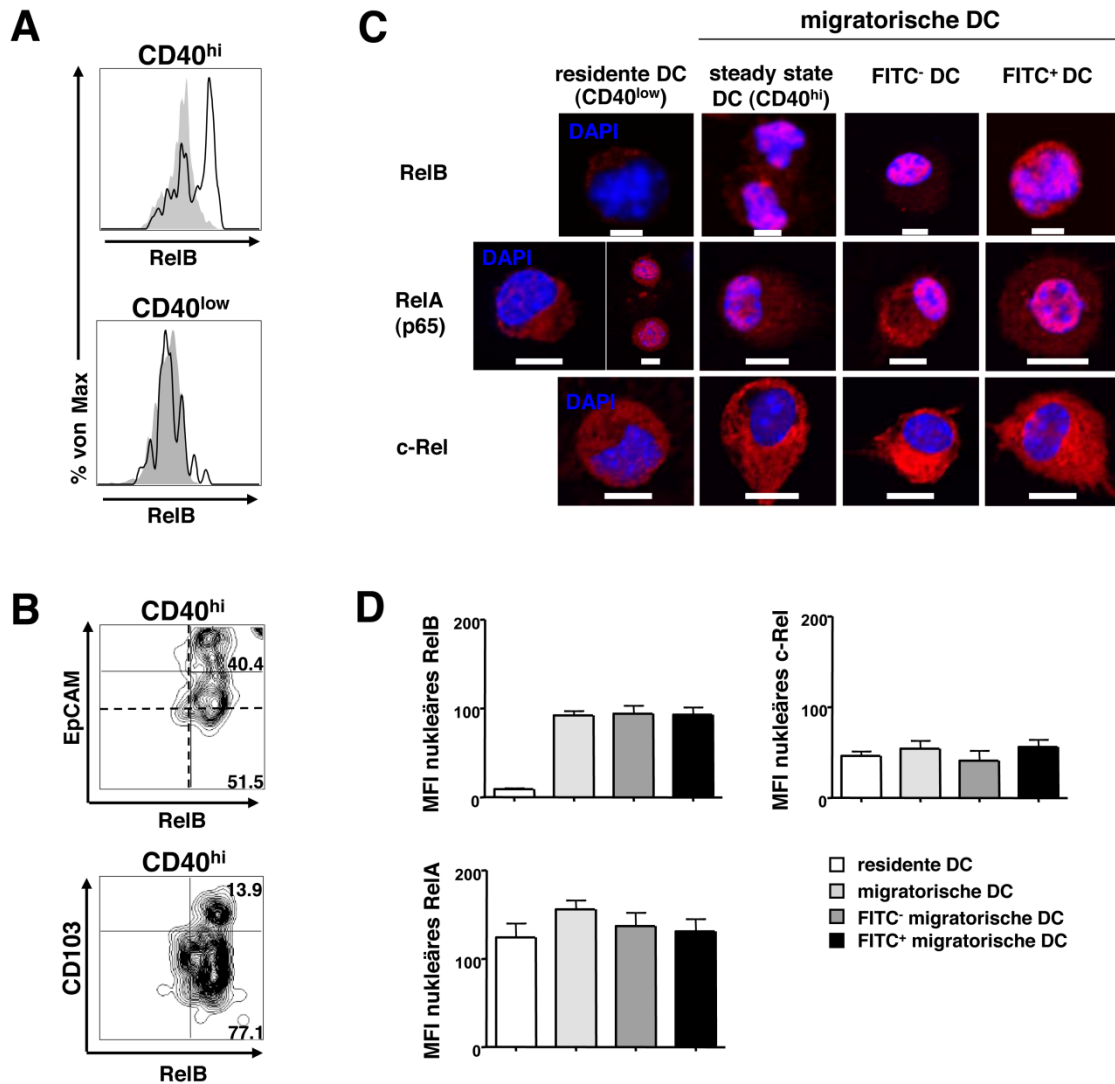 A
CD40hi
RelB
CD40low
RelB
% von Max
C
migratorische DC
residente DC
(CD40low)
steady state
DC (CD40hi)
FITC- DC
FITC+ DC
RelB
DAPI
RelA
(p65)
DAPI
c-Rel
DAPI
B
CD40hi
40.4
51.5
EpCAM
RelB
CD40hi
13.9
77.1
CD103
RelB
D
200
100
0
MFI nukleäres RelB
200
100
0
MFI nukleäres c-Rel
200
100
0
MFI nukleäres RelA
residente DC
migratorische DC
FITC- migratorische DC
FITC+ migratorische DC